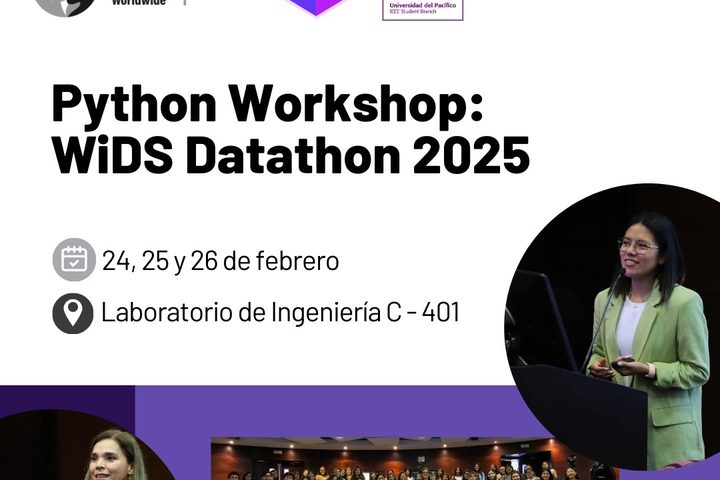 Worldwide
Universidad del Pacífico
IEEE Student Branch
Python Workshop:
WiDS Datathon 2025
24, 25 y 26 de febrero
Laboratorio de Ingeniería C - 401